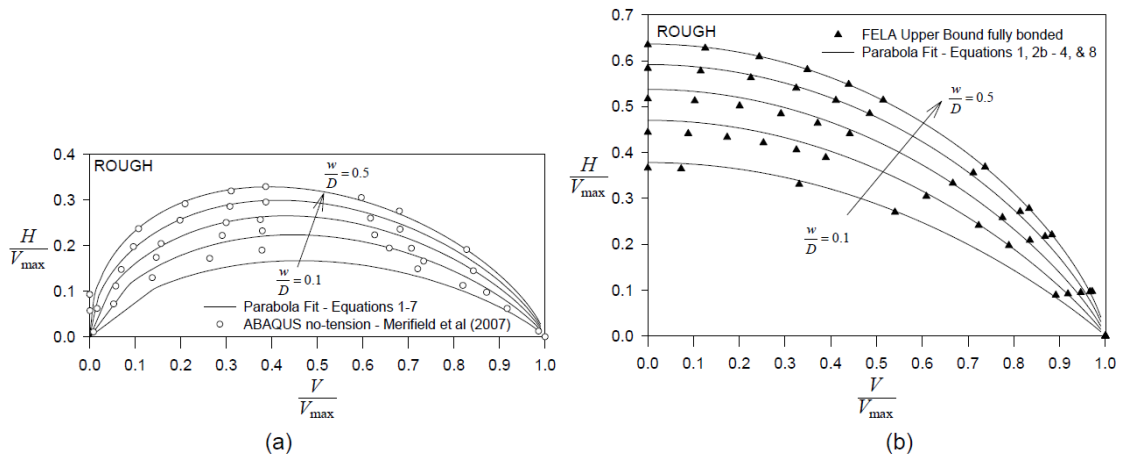 ROUGH
0.4
0.3
0.2
0.1
0.0
H
V_max
w
D
=0.5
w
D
=0.1
Parabola Fit - Equations 1-7
ABAQUS no-tension - Merifield et al (2007)
0.0 0.1 0.2 0.3 0.4 0.5 0.6 0.7 0.8 0.9 1.0
V
V_max
(a)
ROUGH
FELA Upper Bound fully bonded
Parabola Fit - Equations 1, 2b - 4, & 8
0.7
0.6
0.5
0.4
0.3
0.2
0.1
0.0
H
V_max
w
D
=0.5
w
D
=0.1
0.0 0.1 0.2 0.3 0.4 0.5 0.6 0.7 0.8 0.9 1.0
V
V_max
(b)